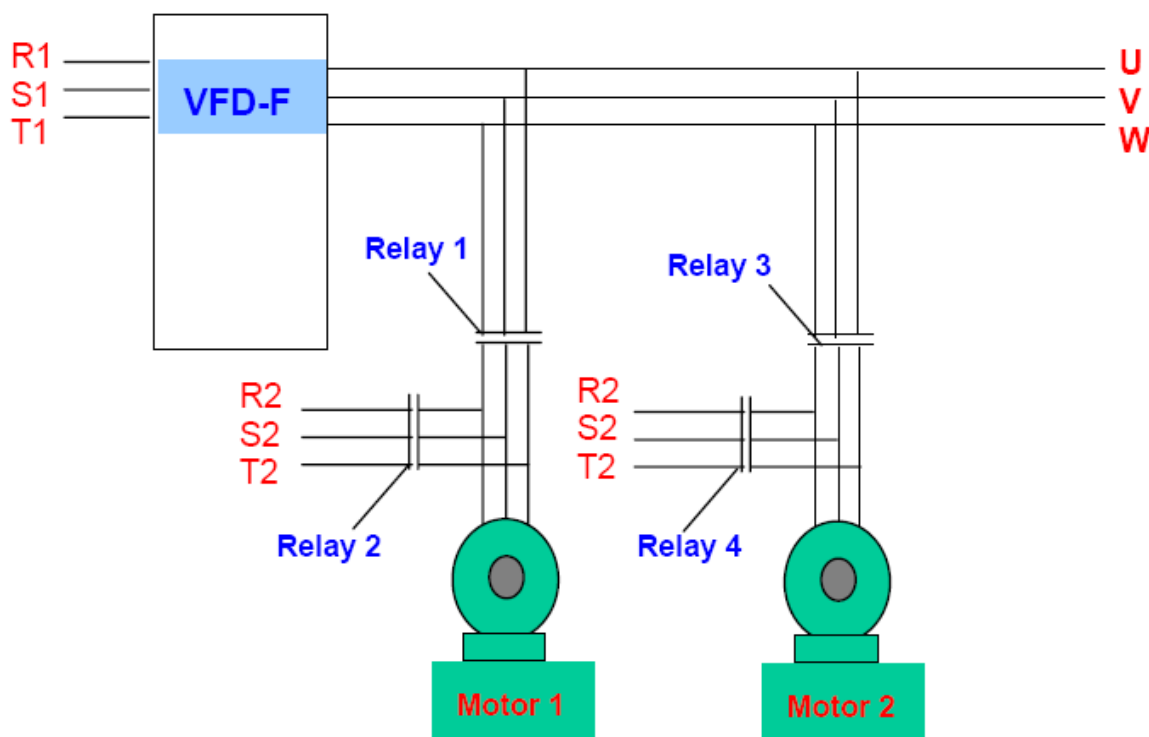 R1
S1
T1
VFD-F
U
V
W
Relay 1
Relay 3
R2
S2
T2
R2
S2
T2
Relay 2
Relay 4
Motor 1
Motor 2